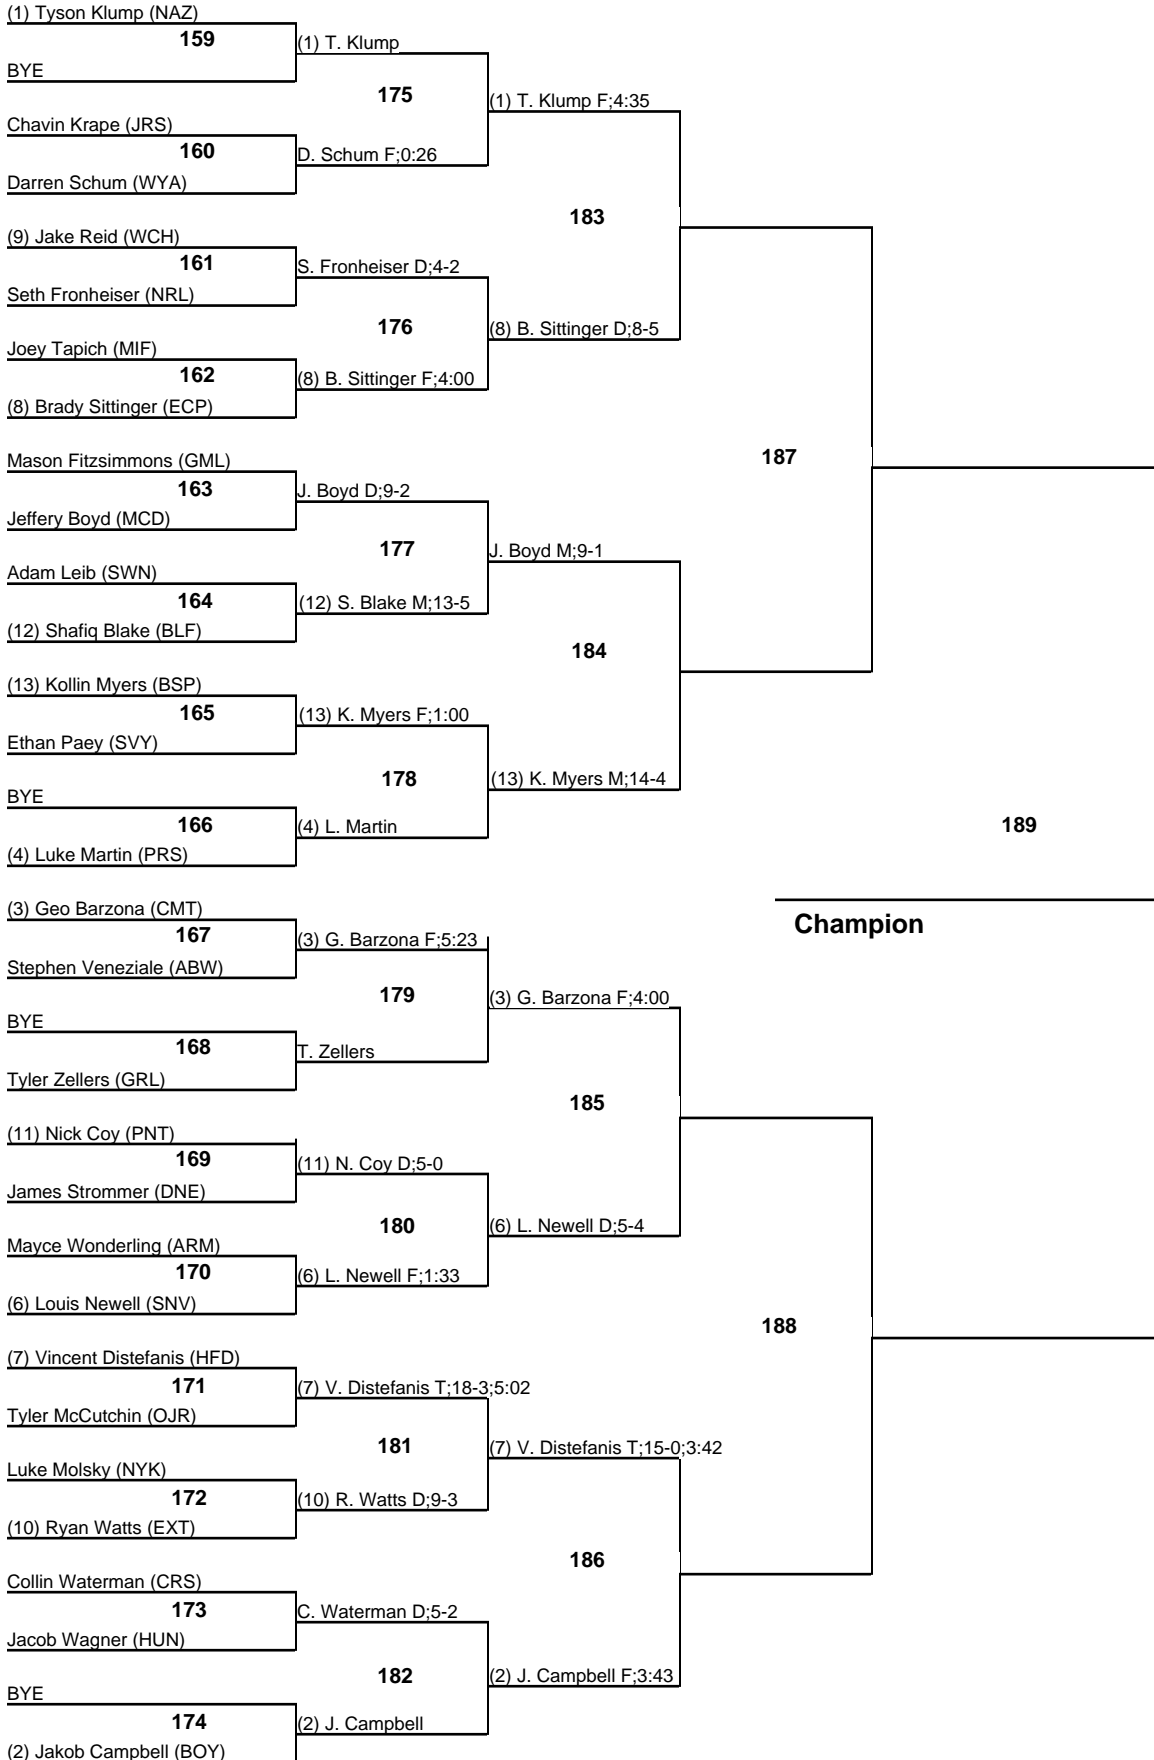 (1) Tyson Klump (NAZ)
159
(1) T. Klump
BYE
175
(1) T. Klump F;4:35
Chavin Krape (JRS)
160
D. Schum F;0:26
Darren Schum (WYA)
183
(9) Jake Reid (WCH)
161
S. Fronheiser D;4-2
Seth Fronheiser (NRL)
176
(8) B. Sittinger D;8-5
Joey Tapich (MIF)
162
(8) B. Sittinger F;4:00
(8) Brady Sittinger (ECP)
187
Mason Fitzsimmons (GML)
163
J. Boyd D;9-2
Jeffery Boyd (MCD)
177
J. Boyd M;9-1
Adam Leib (SWN)
164
(12) S. Blake M;13-5
(12) Shafiq Blake (BLF)
184
(13) Kollin Myers (BSP)
165
(13) K. Myers F;1:00
Ethan Paey (SVY)
178
(13) K. Myers M;14-4
BYE
166
(4) L. Martin
(4) Luke Martin (PRS)
189
Champion
(3) Geo Barzona (CMT)
167
(3) G. Barzona F;5:23
Stephen Veneziale (ABW)
179
(3) G. Barzona F;4:00
BYE
168
T. Zellers
Tyler Zellers (GRL)
185
(11) Nick Coy (PNT)
169
(11) N. Coy D;5-0
James Strommer (DNE)
180
(6) L. Newell D;5-4
Mayce Wonderling (ARM)
170
(6) L. Newell F;1:33
(6) Louis Newell (SNV)
188
(7) Vincent Distefanis (HFD)
171
(7) V. Distefanis T;18-3;5:02
Tyler McCutchin (OJR)
181
(7) V. Distefanis T;15-0;3:42
Luke Molsky (NYK)
172
(10) R. Watts D;9-3
(10) Ryan Watts (EXT)
186
Collin Waterman (CRS)
173
C. Waterman D;5-2
Jacob Wagner (HUN)
182
(2) J. Campbell F;3:43
BYE
174
(2) J. Campbell
(2) Jakob Campbell (BOY)